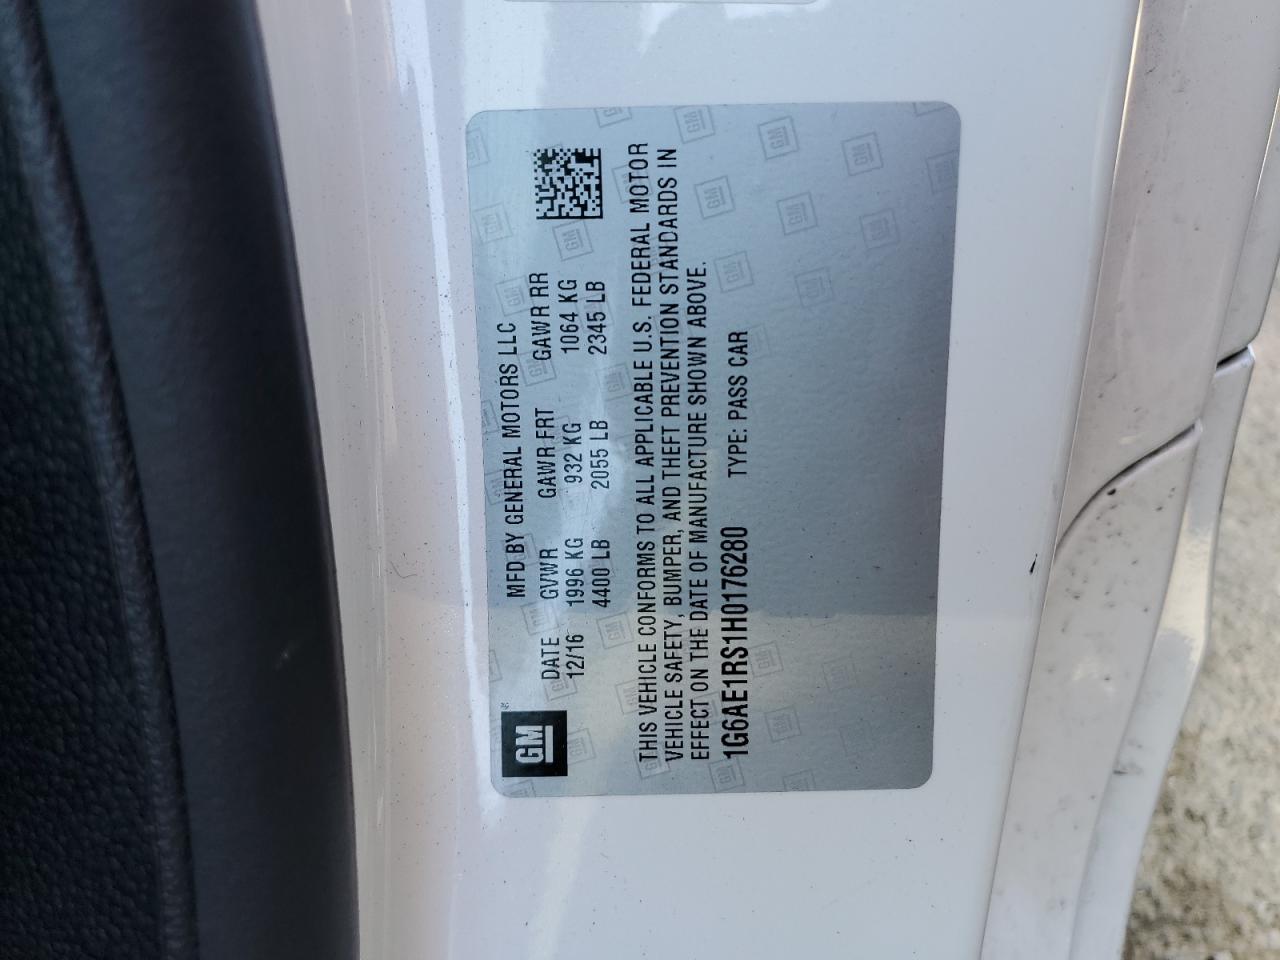 GM
MFD BY GENERAL MOTORS LLC
DATE GVWR GAWR FRT GAWR RR
12/16 1996 KG 932 KG 1064 KG
4400 LB 2055 LB 2345 LB
THIS VEHICLE CONFORMS TO ALL APPLICABLE U.S. FEDERAL MOTOR
VEHICLE SAFETY, BUMPER, AND THEFT PREVENTION STANDARDS IN
EFFECT ON THE DATE OF MANUFACTURE SHOWN ABOVE.
1G6AE1RS1H0176280 TYPE: PASS CAR